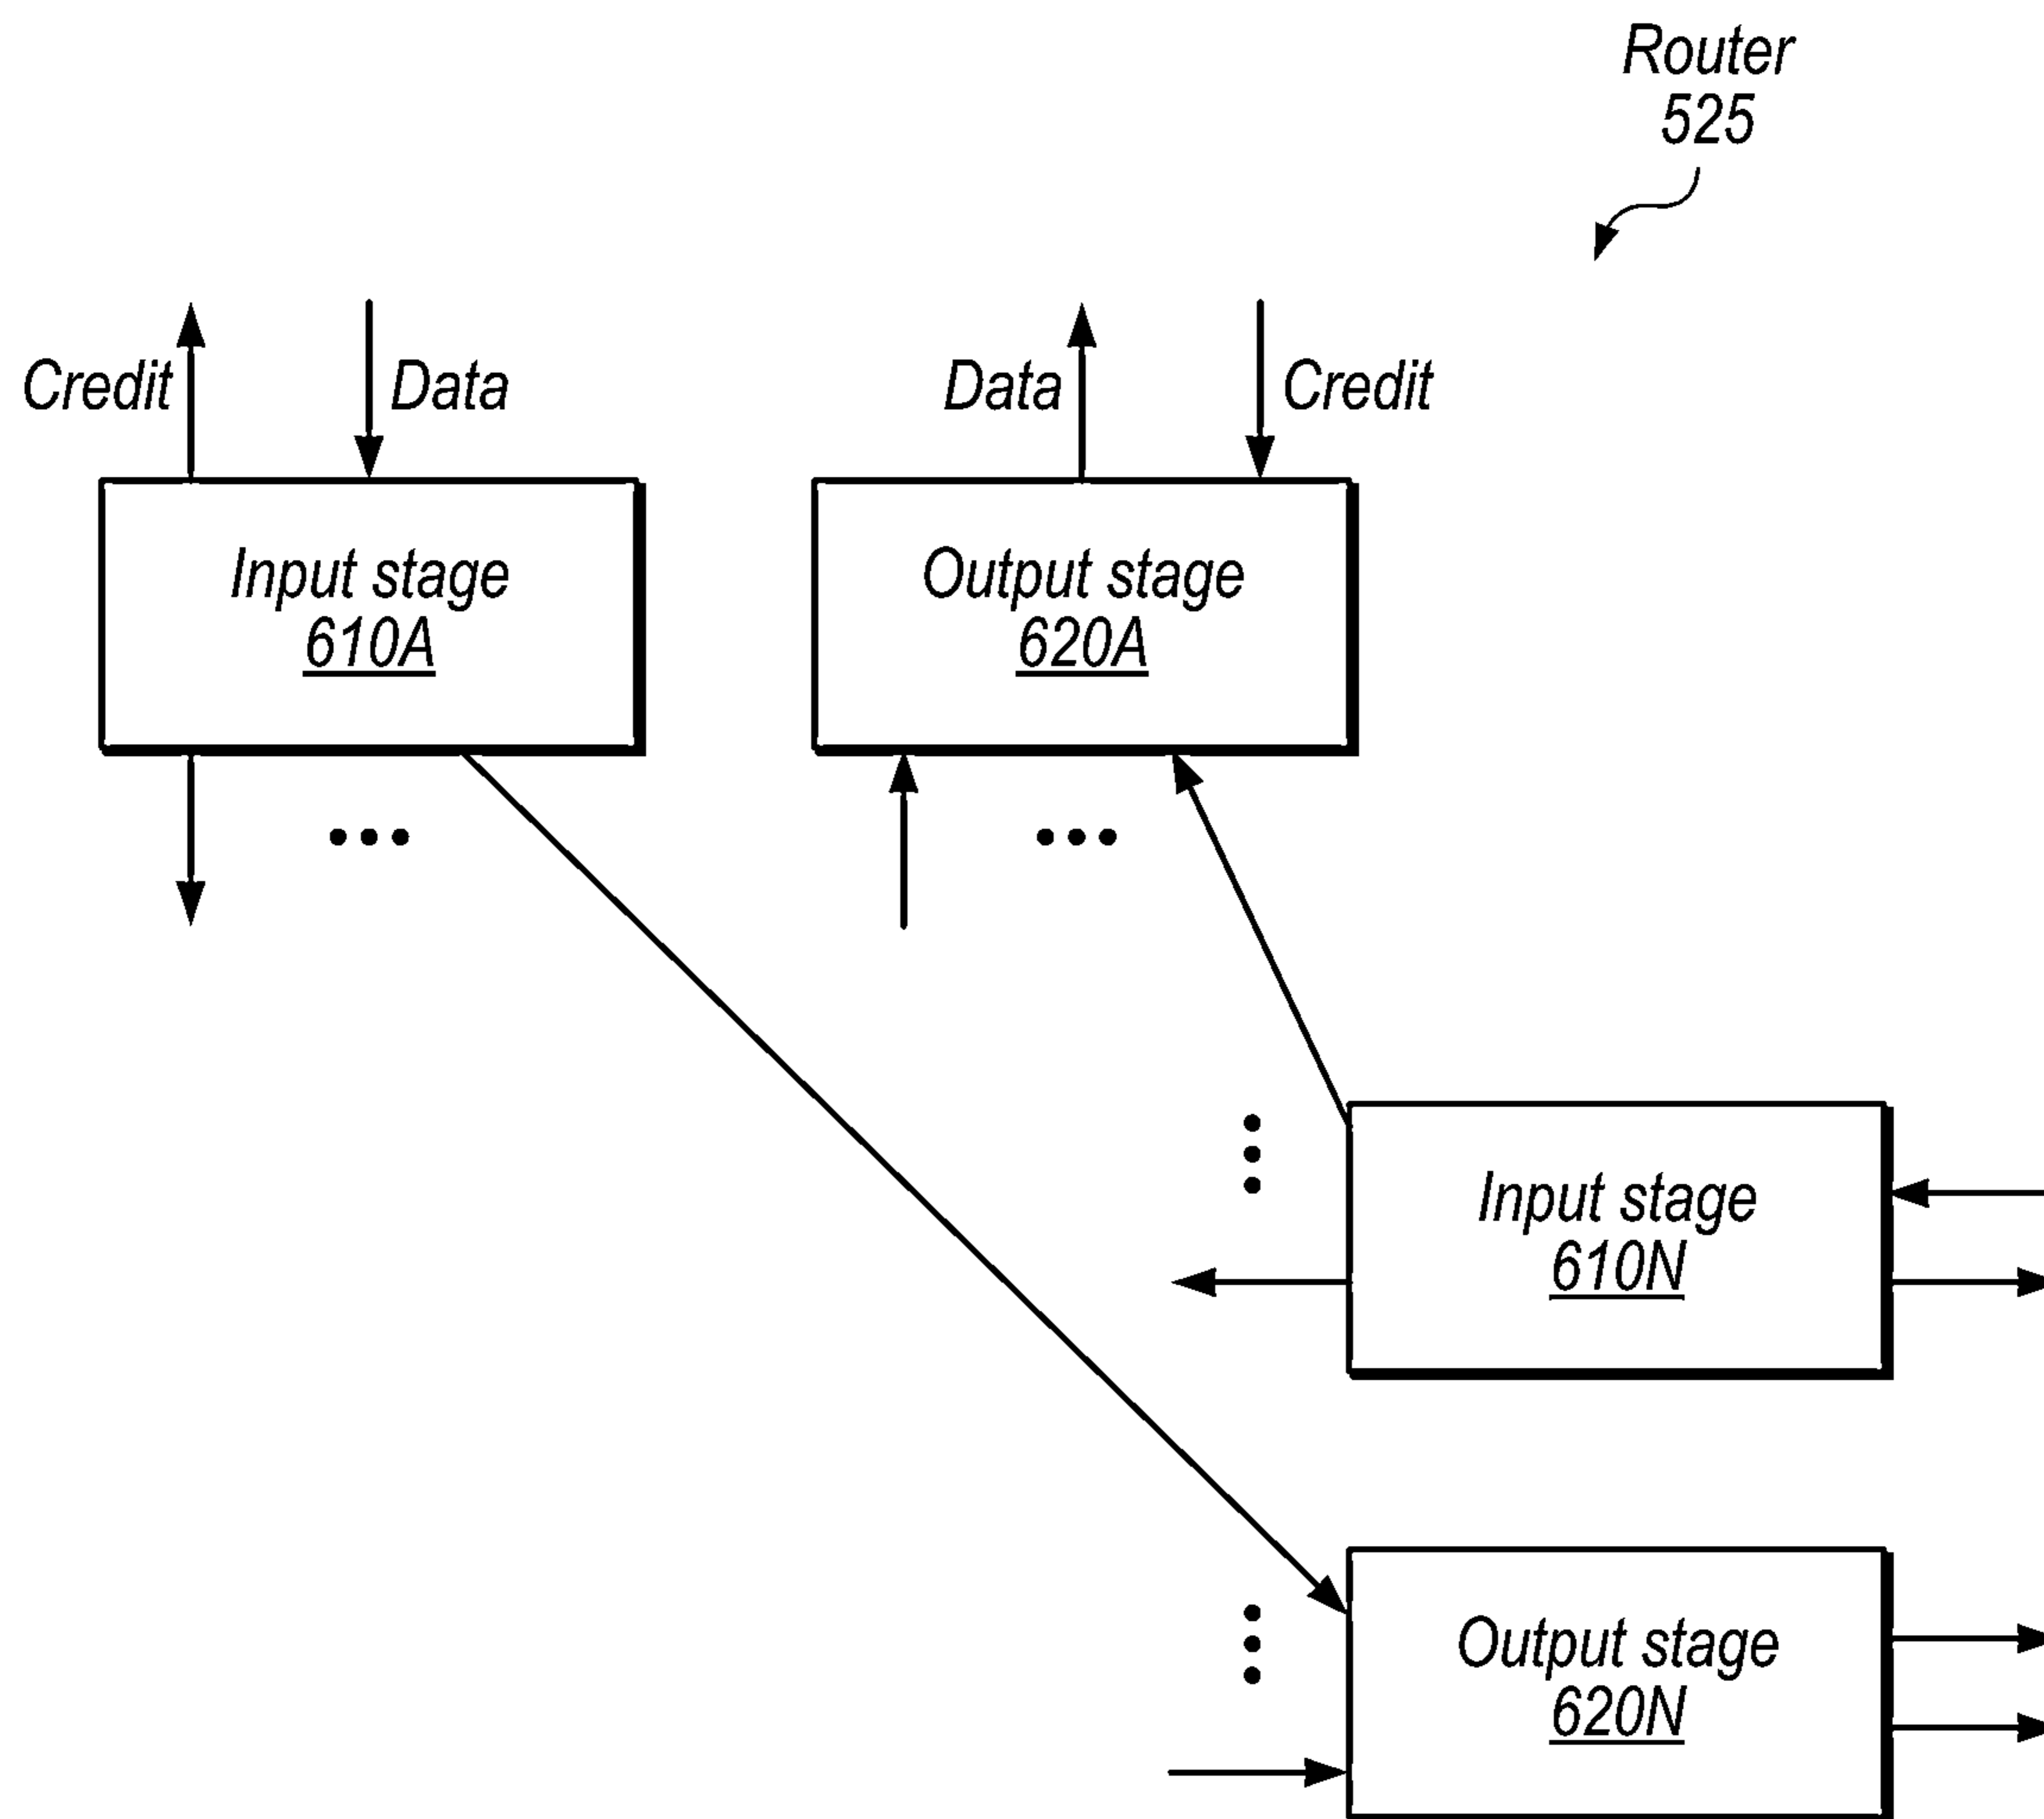 Router
525
Credit
Data
Data
Credit
Input stage
610A
Output stage
620A
Input stage
610N
Output stage
620N